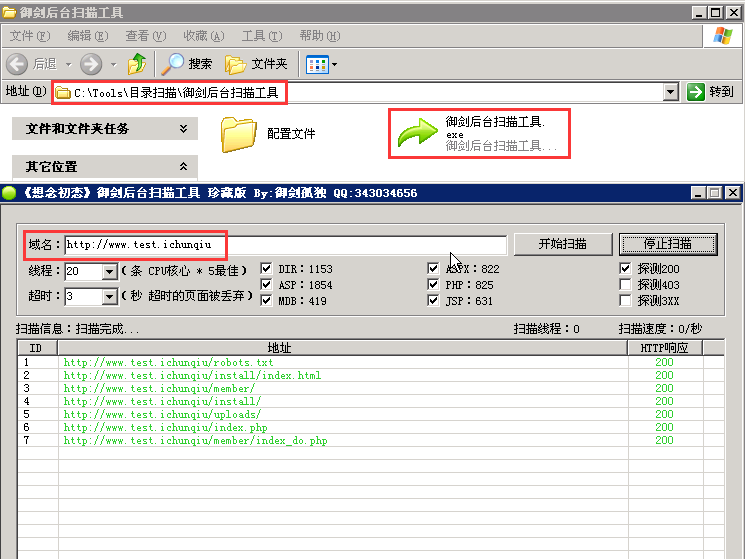 御剑后台扫描工具
文件(F) 编辑(E) 查看(V) 收藏(A) 工具(T) 帮助(H)
后退 搜索 文件夹
地址(D) C:\Tools\目录扫描\御剑后台扫描工具 转到
文件和文件夹任务
其它位置
配置文件
御剑后台扫描工具.
exe
御剑后台扫描工具...
《想念初恋》御剑后台扫描工具 珍藏版 By:御剑孤独 QQ:343034656
域名: http://www.test.ichunqiu 开始扫描 停止扫描
线程: 20 (条 CPU核心 * 5最佳) DIR:1153 ASPX:822 探测200
超时: 3 (秒 超时的页面被丢弃) ASP:1854 PHP:825 探测403
MDB:419 JSP:631 探测3XX
扫描信息:扫描完成... 扫描线程:0 扫描速度:0/秒
ID 地址 HTTP响应
1 http://www.test.ichunqiu/robots.txt 200
2 http://www.test.ichunqiu/install/index.html 200
3 http://www.test.ichunqiu/member/ 200
4 http://www.test.ichunqiu/install/ 200
5 http://www.test.ichunqiu/uploads/ 200
6 http://www.test.ichunqiu/index.php 200
7 http://www.test.ichunqiu/member/index_do.php 200